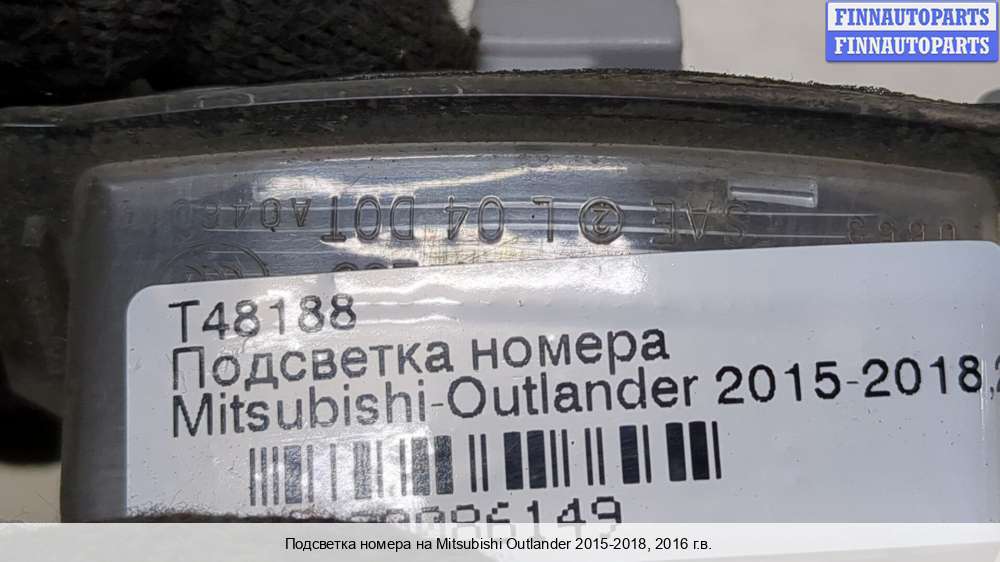 FINNAUTOPARTS
FINNAUTOPARTS
SAE ② L 04 DOT
T48188
Подсветка номера
Mitsubishi-Outlander 2015-2018,
86149
Подсветка номера на Mitsubishi Outlander 2015-2018, 2016 г.в.